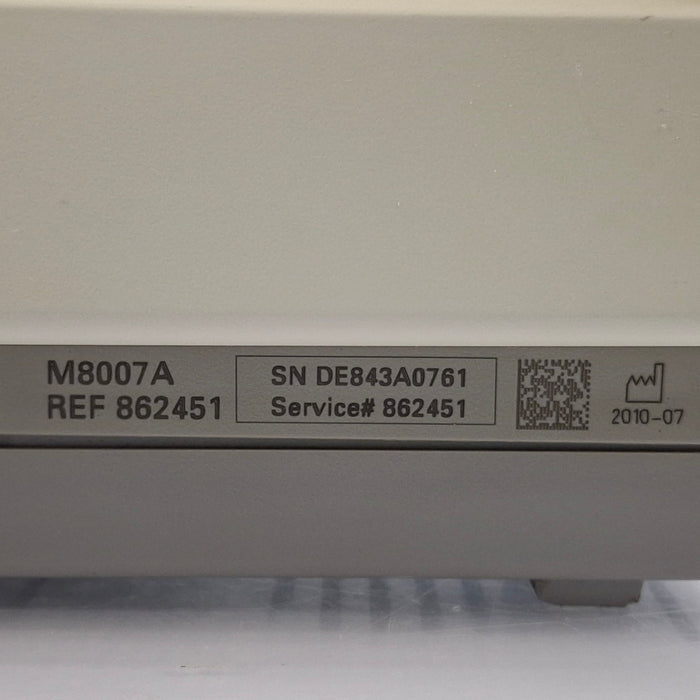 M8007A
REF 862451
SN DE843A0761
Service# 862451
2010-07